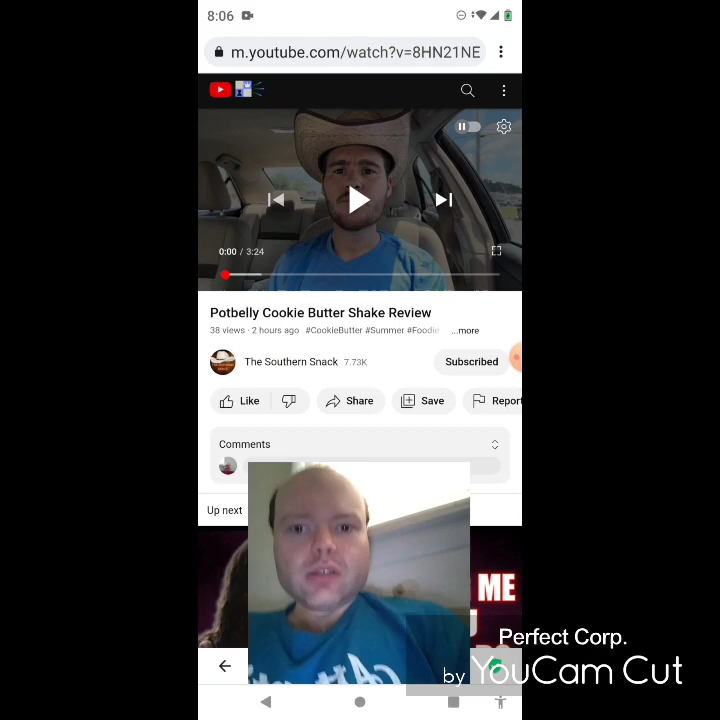 8:06
m.youtube.com/watch?v=8HN21NE
0:00 / 3:24
Potbelly Cookie Butter Shake Review
38 views · 2 hours ago #CookieButter #Summer #Foodie ...more
The Southern Snack 7.73K
Subscribed
Like
Share
Save
Report
Comments
Up next
ME
Perfect Corp.
by YouCam Cut